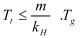 T_t ≤ m / k_H . T_g